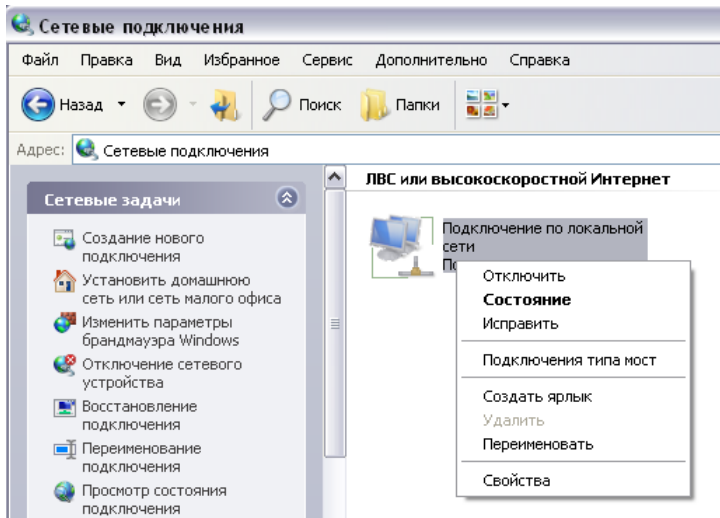 Сетевые подключения
Файл Правка Вид Избранное Сервис Дополнительно Справка
Назад Поиск Папки
Адрес: Сетевые подключения
Сетевые задачи
Создание нового
подключения
Установить домашнюю
сеть или сеть малого офиса
Изменить параметры
брандмауэра Windows
Отключение сетевого
устройства
Восстановление
подключения
Переименование
подключения
Просмотр состояния
подключения
ЛВС или высокоскоростной Интернет
Подключение по локальной
сети
Отключить
Состояние
Исправить
Подключения типа мост
Создать ярлык
Удалить
Переименовать
Свойства